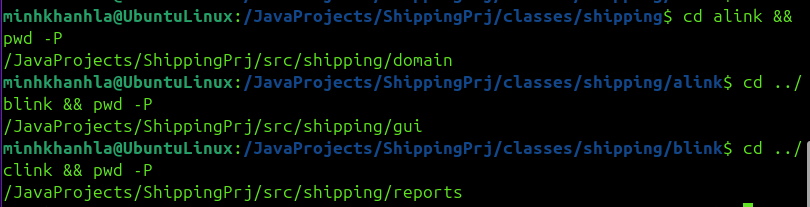 minhkhanhla@UbuntuLinux:/JavaProjects/ShippingPrj/classes/shipping$ cd alink &&
pwd -P
/JavaProjects/ShippingPrj/src/shipping/domain
minhkhanhla@UbuntuLinux:/JavaProjects/ShippingPrj/classes/shipping/alink$ cd ../
blink && pwd -P
/JavaProjects/ShippingPrj/src/shipping/gui
minhkhanhla@UbuntuLinux:/JavaProjects/ShippingPrj/classes/shipping/blink$ cd ../
clink && pwd -P
/JavaProjects/ShippingPrj/src/shipping/reports